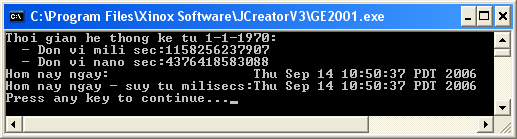 C:\Program Files\Xinox Software\JCreatorV3\GE2001.exe
Thoi gian he thong ke tu 1-1-1970:
- Don vi mili sec:1158256237907
- Don vi nano sec:4376418583088
Hom nay ngay: Thu Sep 14 10:50:37 PDT 2006
Hom nay ngay - suy tu milisecs:Thu Sep 14 10:50:37 PDT 2006
Press any key to continue..._